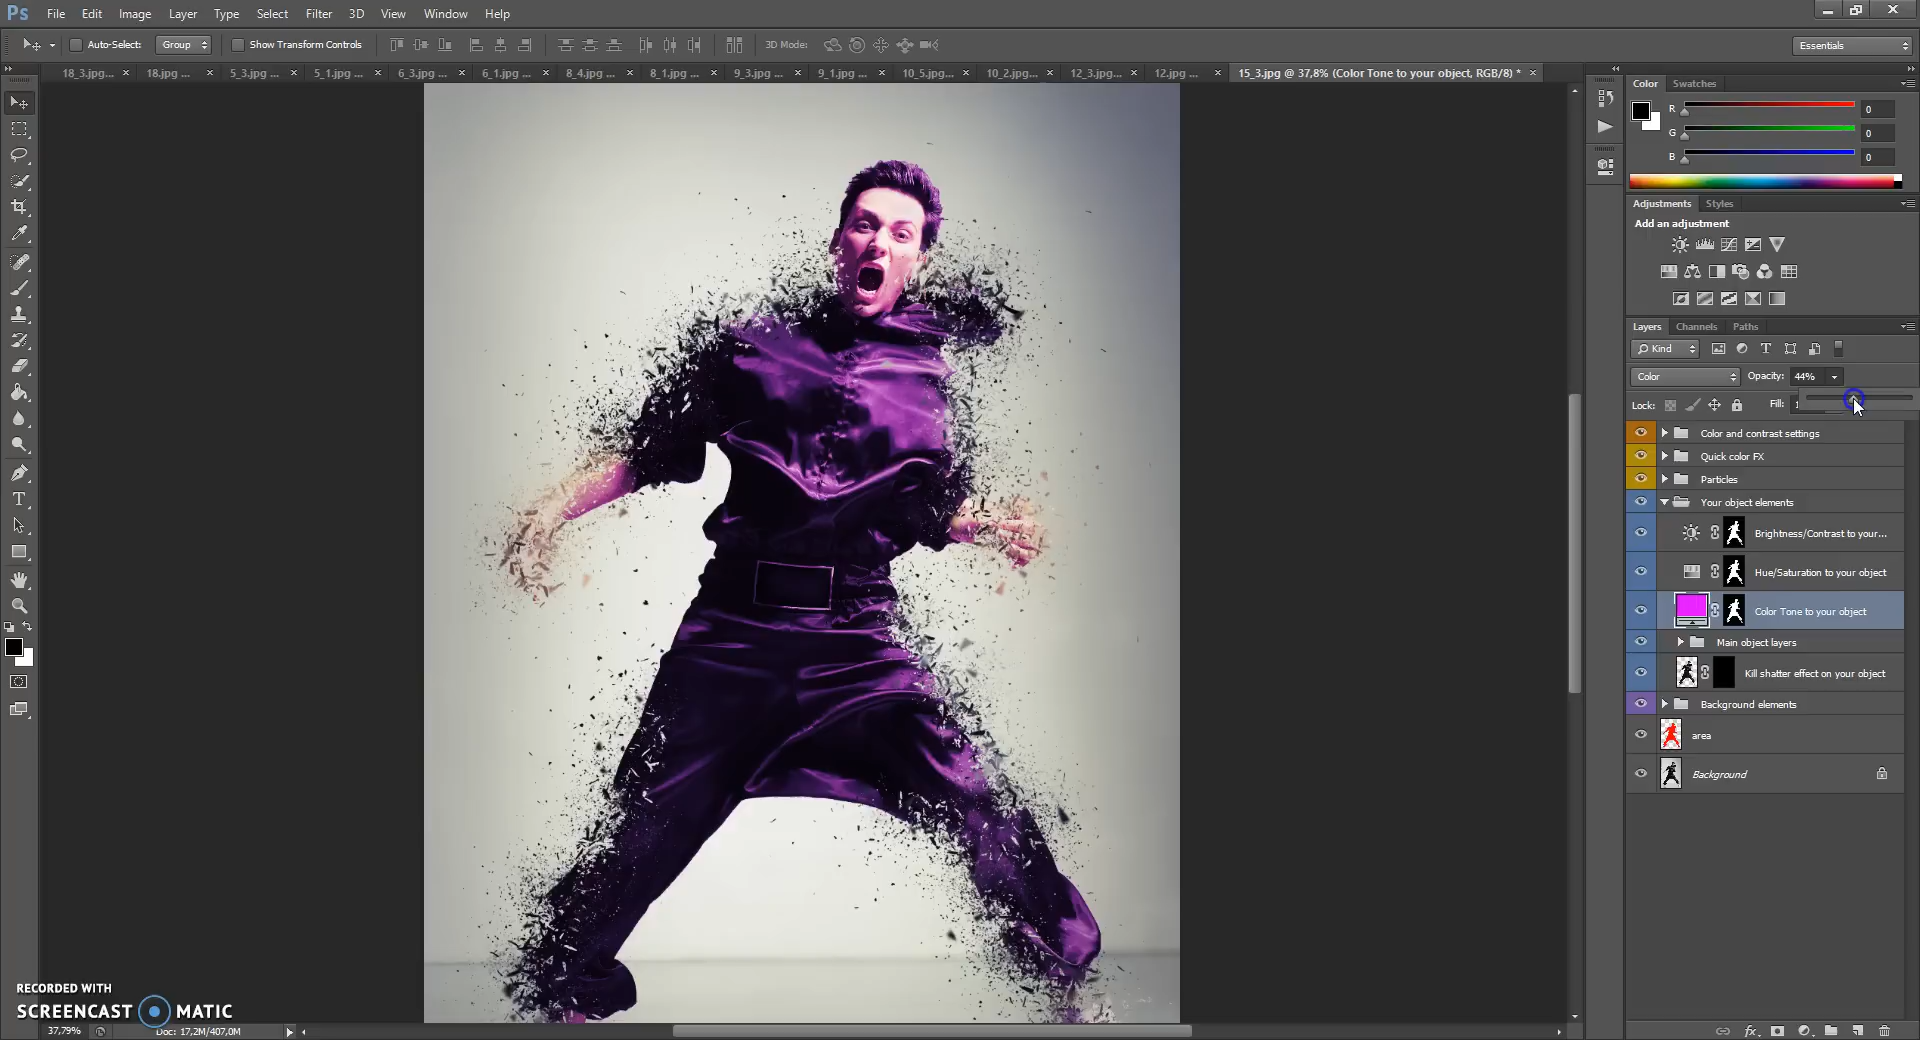 Ps File Edit Image Layer Type Select Filter 3D View Window Help
Auto-Select: Group Show Transform Controls 3D Mode: Essentials
18_3.jpg... × 18.jpg ... × 5_3.jpg ... × 5_1.jpg ... × 6_3.jpg ... × 6_1.jpg ... × 8_4.jpg ... × 8_1.jpg ... × 9_3.jpg ... × 9_1.jpg ... × 10_5.jpg... × 10_2.jpg... × 12_3.jpg... × 12.jpg ... × 15_3.jpg @ 37,8% (Color Tone to your object, RGB/8) * ×
Color Swatches
R 0
G 0
B 0
Adjustments Styles
Add an adjustment
Layers Channels Paths
Kind
Color Opacity: 44%
Lock: Fill: 1
Color and contrast settings
Quick color FX
Particles
Your object elements
Brightness/Contrast to your...
Hue/Saturation to your object
Color Tone to your object
Main object layers
Kill shatter effect on your object
Background elements
area
Background
RECORDED WITH
SCREENCAST MATIC
37,79% Doc: 17,2M/407,0M